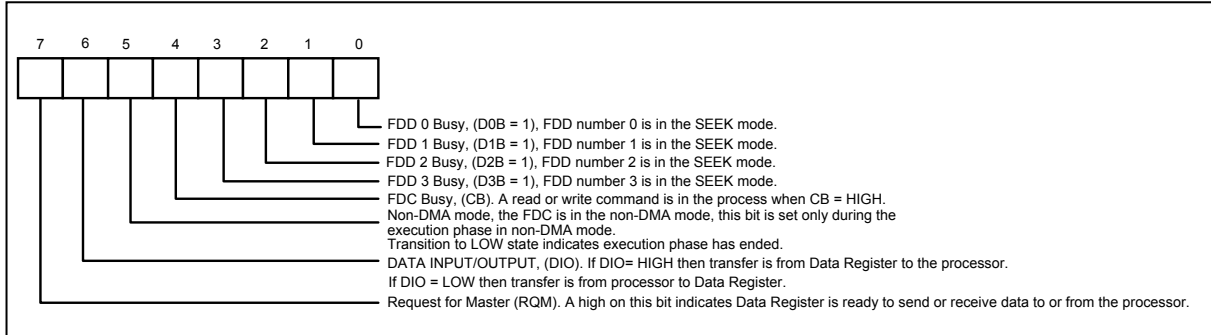 7 6 5 4 3 2 1 0
FDD 0 Busy, (D0B = 1), FDD number 0 is in the SEEK mode.
FDD 1 Busy, (D1B = 1), FDD number 1 is in the SEEK mode.
FDD 2 Busy, (D2B = 1), FDD number 2 is in the SEEK mode.
FDD 3 Busy, (D3B = 1), FDD number 3 is in the SEEK mode.
FDC Busy, (CB). A read or write command is in the process when CB = HIGH.
Non-DMA mode, the FDC is in the non-DMA mode, this bit is set only during the
execution phase in non-DMA mode.
Transition to LOW state indicates execution phase has ended.
DATA INPUT/OUTPUT, (DIO). If DIO= HIGH then transfer is from Data Register to the processor.
If DIO = LOW then transfer is from processor to Data Register.
Request for Master (RQM). A high on this bit indicates Data Register is ready to send or receive data to or from the processor.